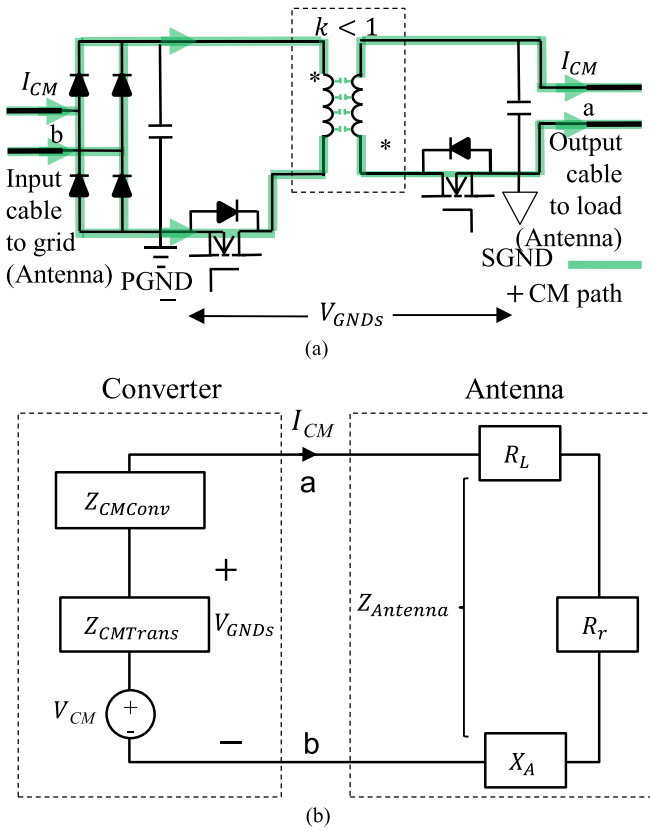 k < 1
I_CM
I_CM
*
b
a
Input
cable
to grid
(Antenna)
*
Output
cable
to load
(Antenna)
PGND
SGND
−
+ CM path
V_GNDs
(a)
Converter
Antenna
I_CM
a
R_L
Z_CMConv
+
Z_Antenna
Z_CMTrans
V_GNDs
R_r
V_CM
+
-
−
b
X_A
(b)